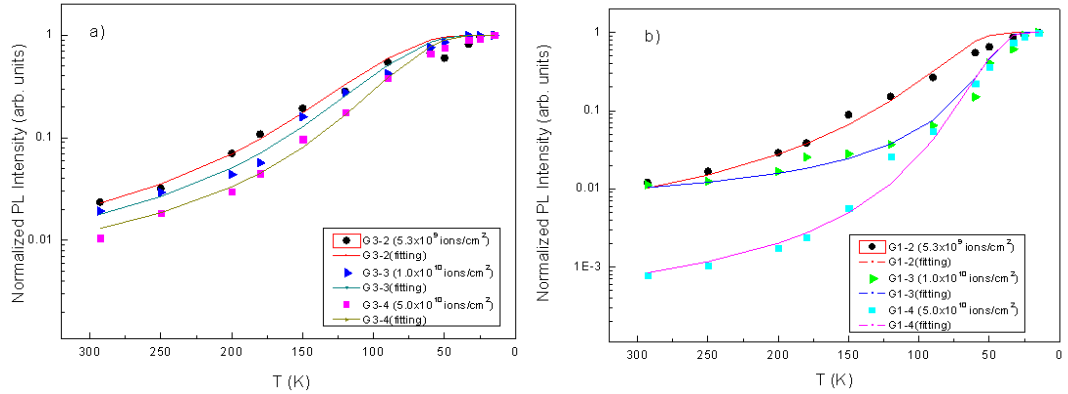 a)
Normalized PL Intensity (arb. units)
1
0.1
0.01
G3-2 (5.3x10⁹ ions/cm²)
G3-2(fitting)
G3-3 (1.0x10¹⁰ ions/cm²)
G3-3(fitting)
G3-4 (5.0x10¹⁰ ions/cm²)
G3-4(fitting)
300 250 200 150 100 50 0
T (K)
b)
Normalized PL Intensity (arb. units)
1
0.1
0.01
1E-3
G1-2 (5.3x10⁹ ions/cm²)
G1-2(fitting)
G1-3 (1.0x10¹⁰ ions/cm²)
G1-3(fitting)
G1-4 (5.0x10¹⁰ ions/cm²)
G1-4(fitting)
300 250 200 150 100 50 0
T (K)